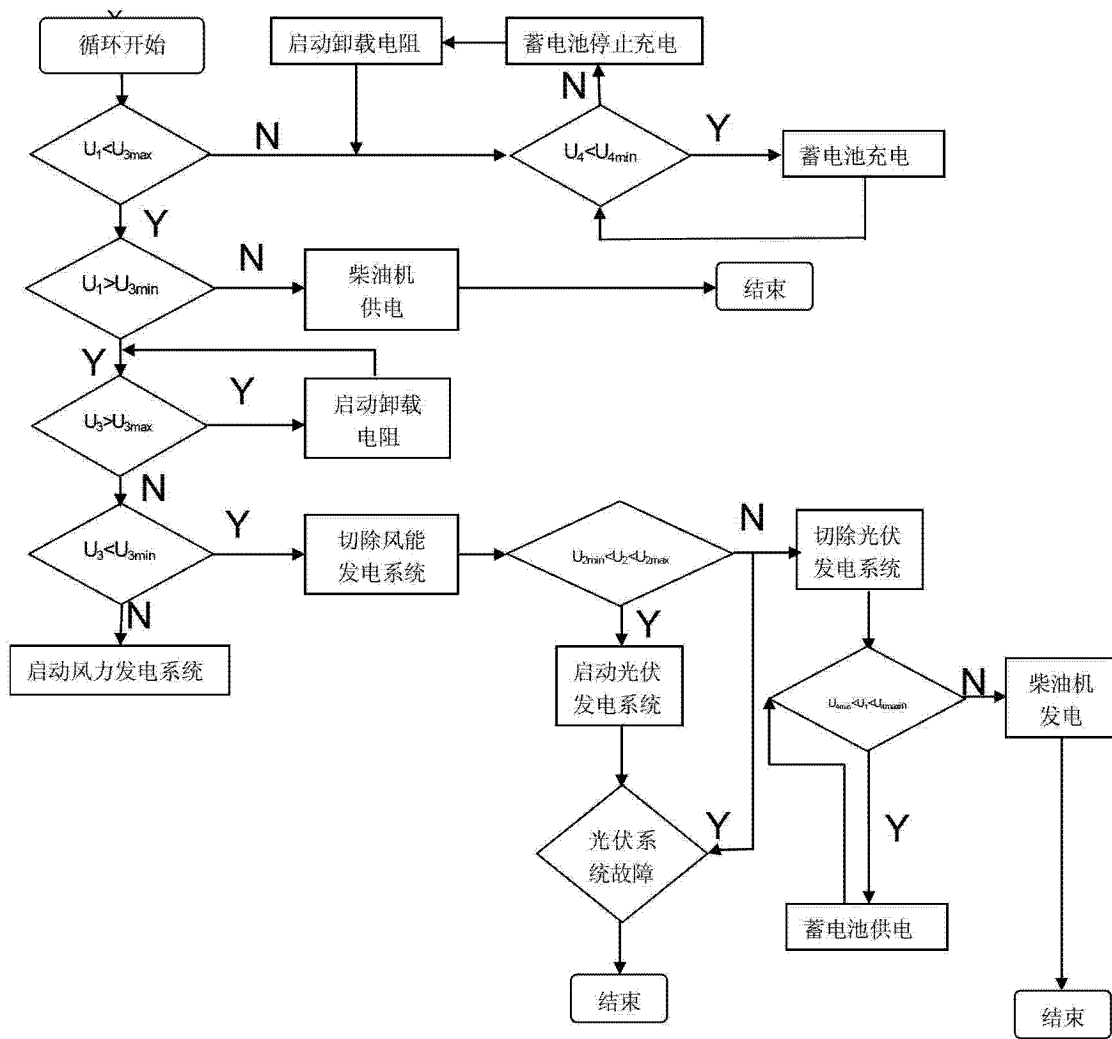 循环开始
启动卸载电阻
蓄电池停止充电
N
U₁<U₃max
N
U₄<U₄min
Y
蓄电池充电
Y
U₁>U₃min
N
柴油机
供电
结束
Y
U₃>U₃max
Y
启动卸载
电阻
N
U₃<U₃min
Y
切除风能
发电系统
U₂min<U₂<U₂max
N
切除光伏
发电系统
N
启动风力发电系统
Y
启动光伏
发电系统
N
柴油机
发电
Y
光伏系
统故障
Y
蓄电池供电
结束
结束